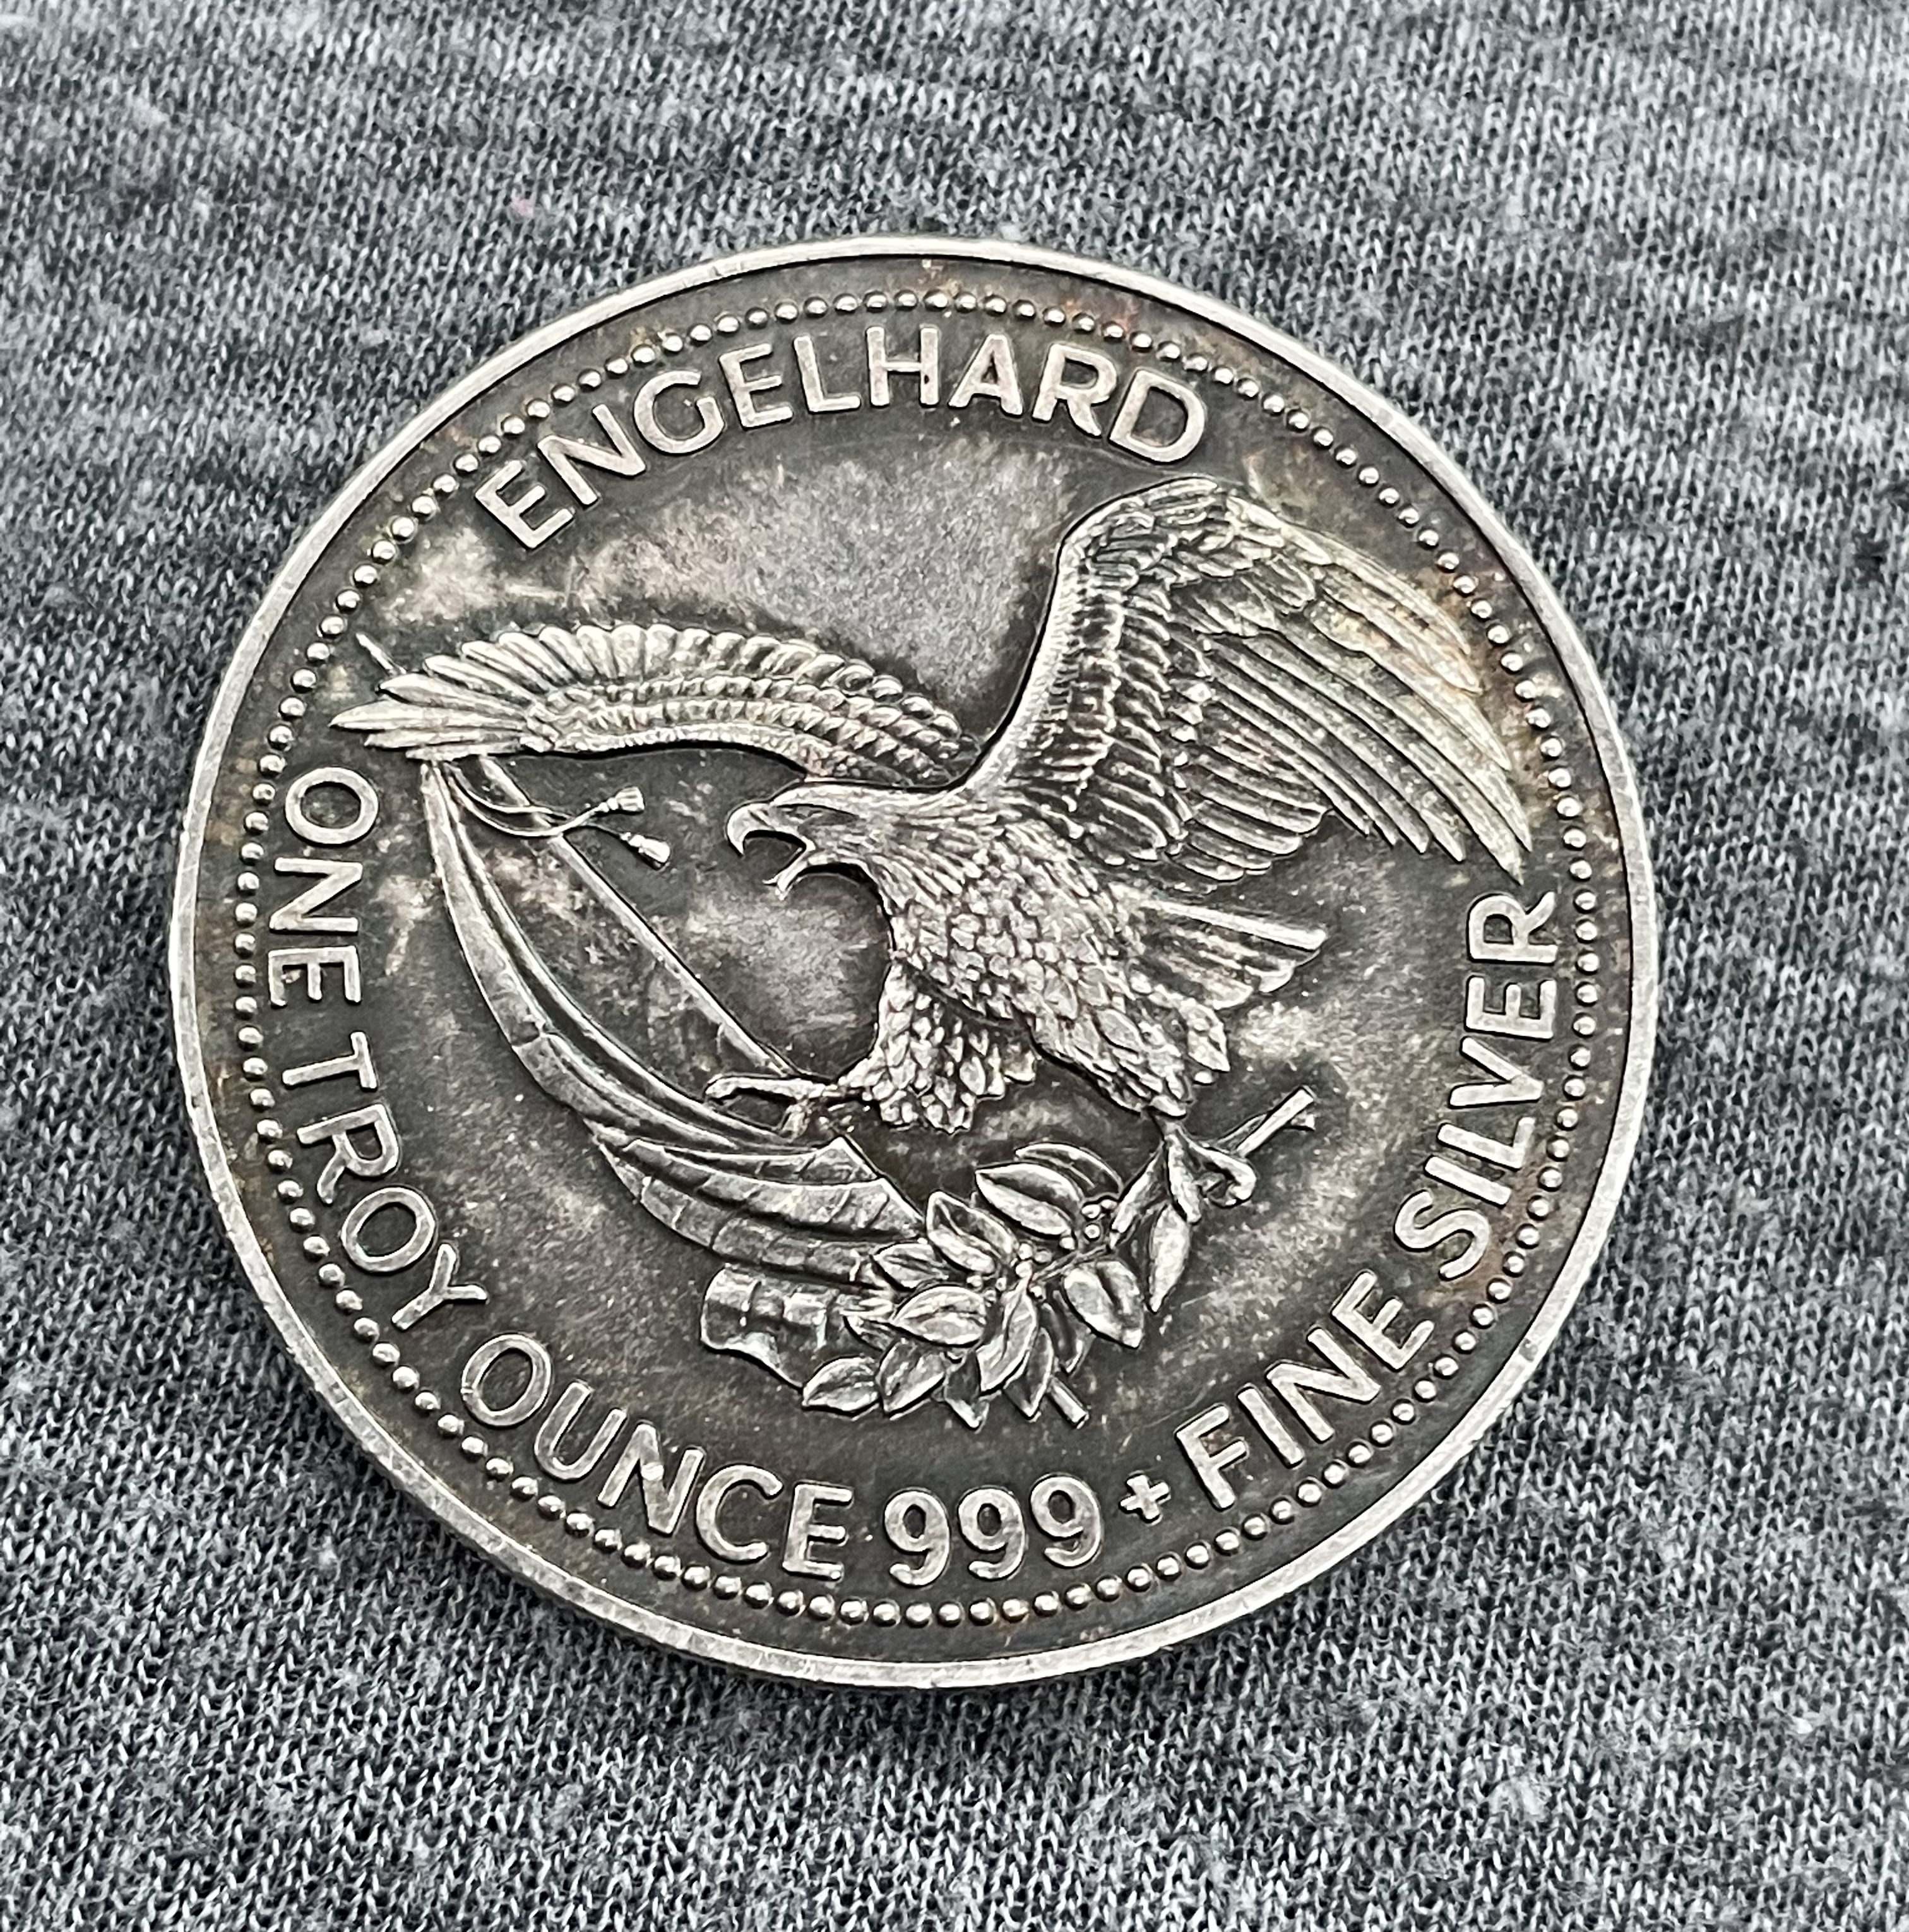 ENGELHARD
ONE TROY OUNCE 999+ FINE SILVER